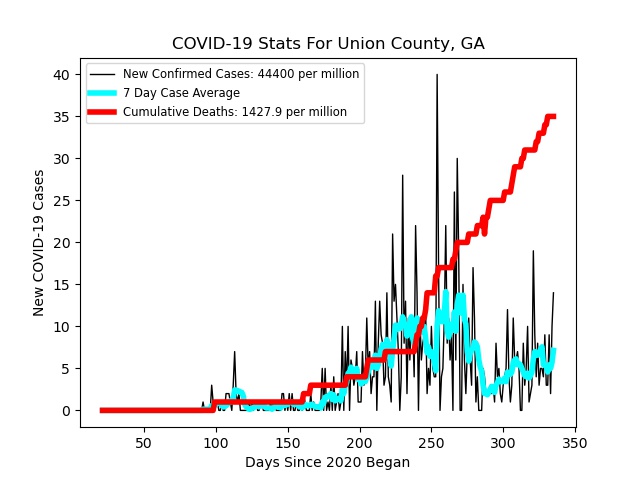 COVID-19 Stats For Union County, GA
New Confirmed Cases: 44400 per million
7 Day Case Average
Cumulative Deaths: 1427.9 per million
New COVID-19 Cases
40
35
30
25
20
15
10
5
0
50
100
150
200
250
300
350
Days Since 2020 Began